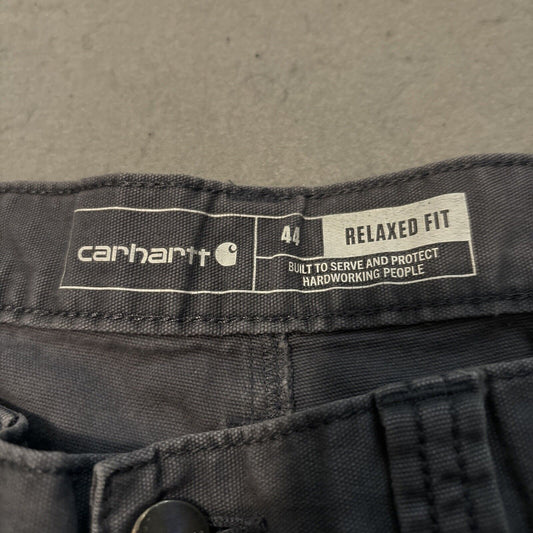 carhartt
44
RELAXED FIT
BUILT TO SERVE AND PROTECT
HARDWORKING PEOPLE